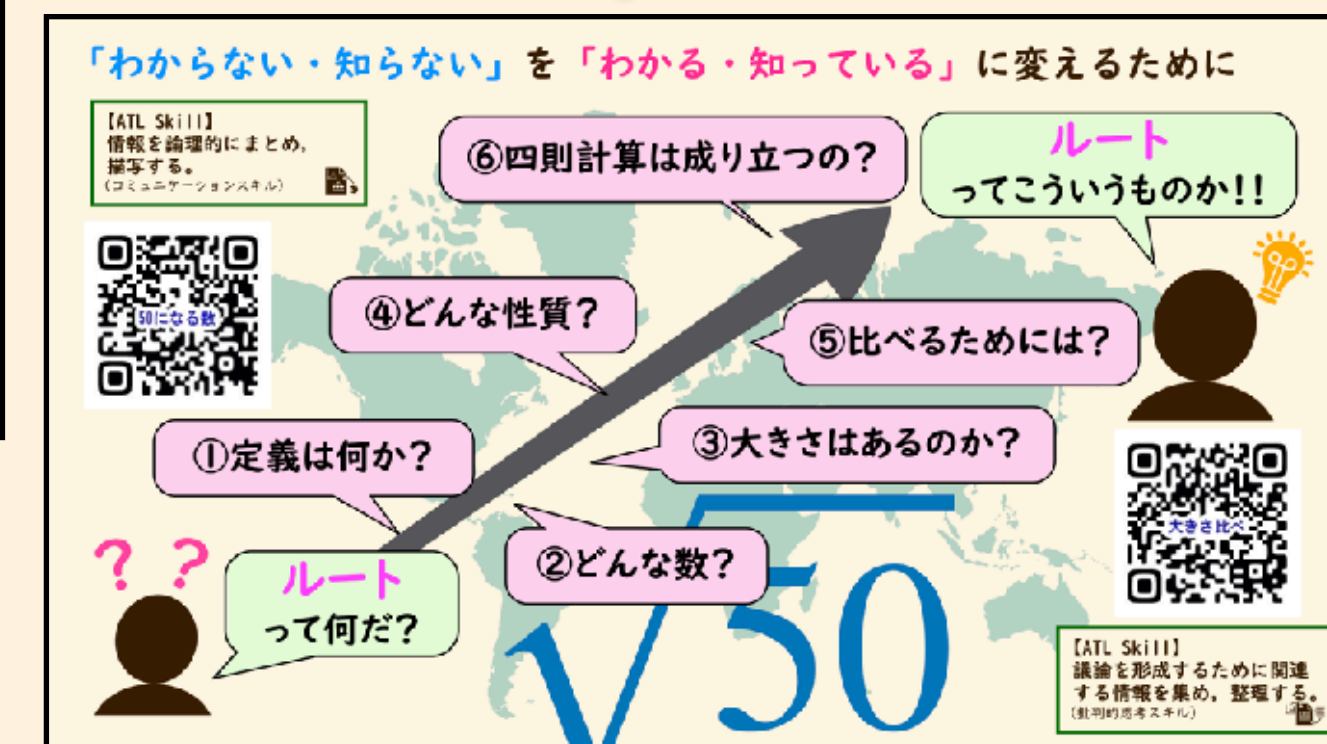 「わからない・知らない」を「わかる・知っている」に変えるために
【ATL Skill】
情報を論理的にまとめ,
描写する。
(コミュニケーションスキル)
⑥四則計算は成り立つの?
ルート
ってこういうものか!!
50になる数
④どんな性質?
⑤比べるためには?
①定義は何か?
③大きさはあるのか?
大きさ比べ
②どんな数?
? ?
ルート
って何だ?
√50
【ATL Skill】
議論を形成するために関連
する情報を集め,整理する。
(批判的思考スキル)